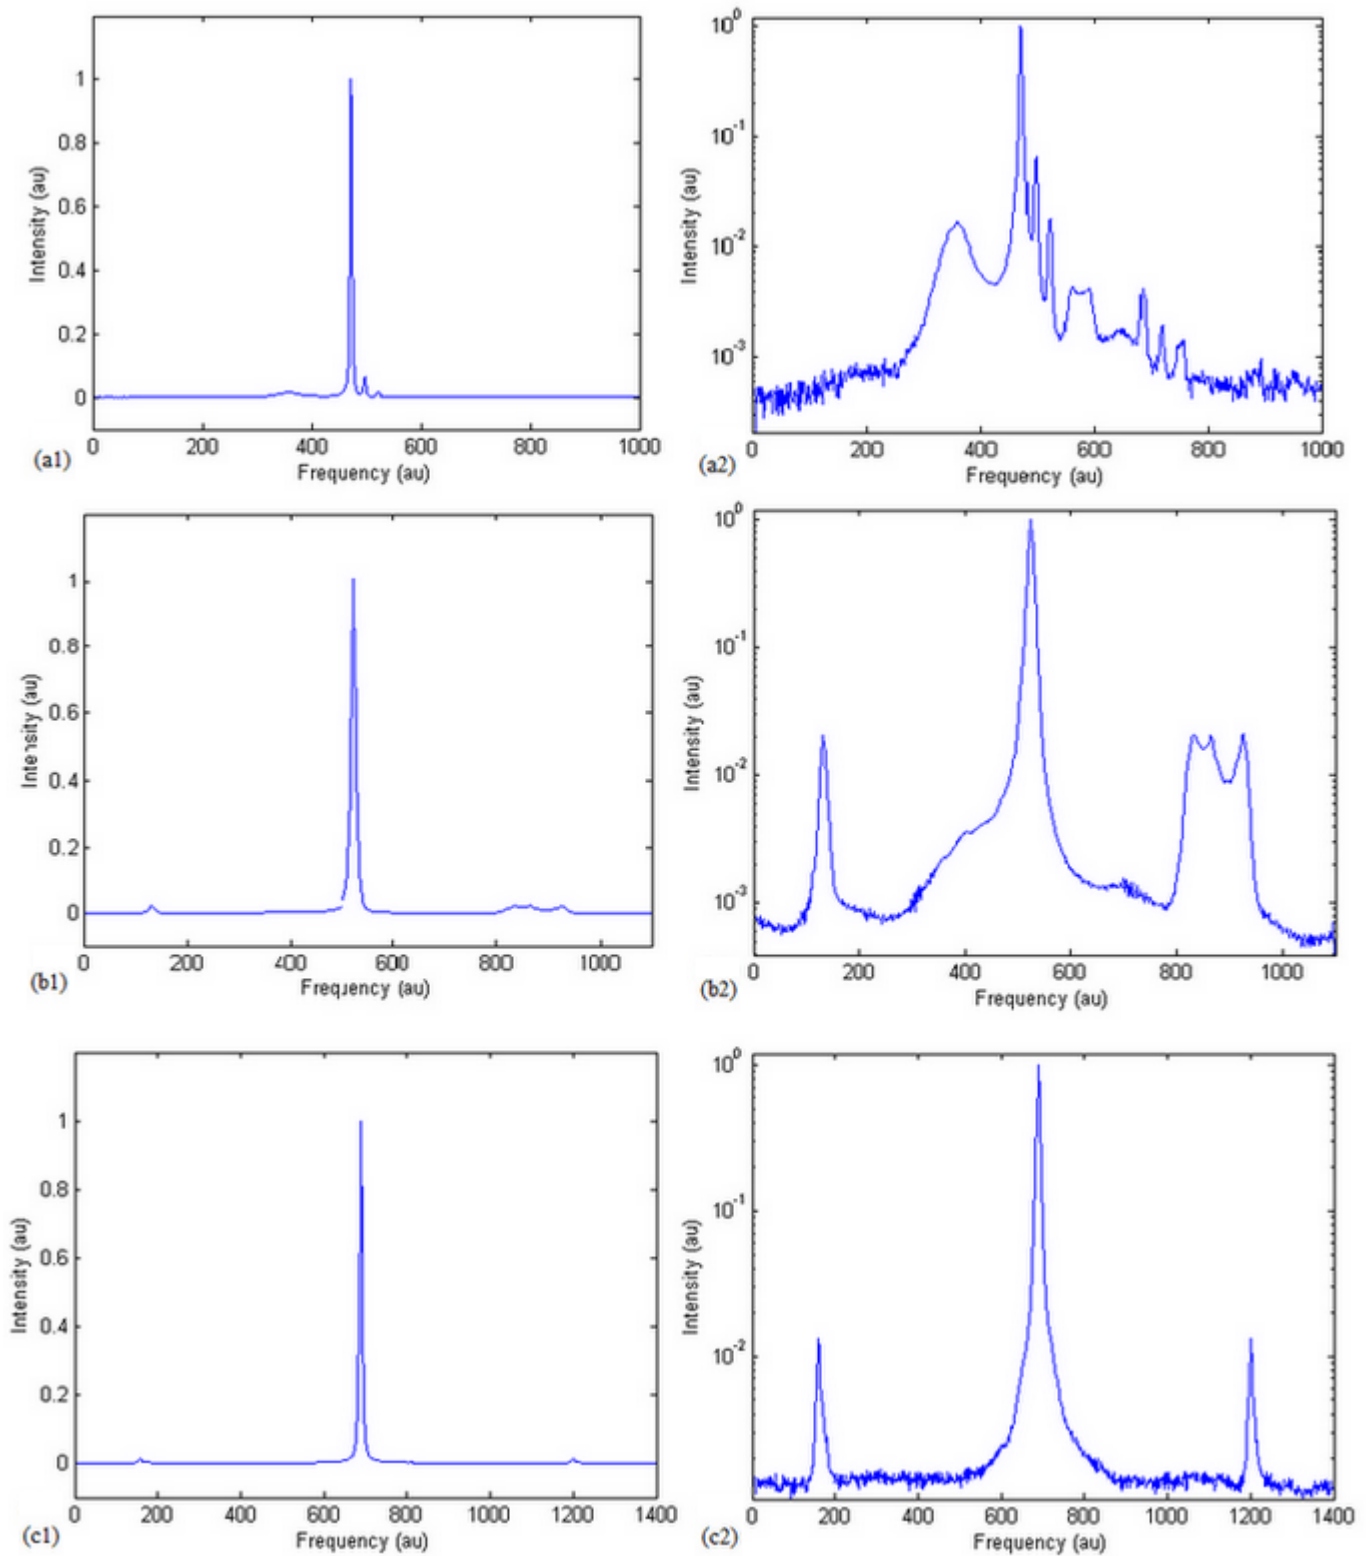 1
0.8
0.6
0.4
0.2
0
Intensity (au)
0 200 400 600 800 1000
Frequency (au)
(a1)
10^0
10^-1
10^-2
10^-3
Intensity (au)
0 200 400 600 800 1000
Frequency (au)
(a2)
1
0.8
0.6
0.4
0.2
0
Intensity (au)
0 200 400 600 800 1000
Frequency (au)
(b1)
10^0
10^-1
10^-2
10^-3
Intensity (au)
0 200 400 600 800 1000
Frequency (au)
(b2)
1
0.8
0.6
0.4
0.2
0
Intensity (au)
0 200 400 600 800 1000 1200 1400
Frequency (au)
(c1)
10^0
10^-1
10^-2
Intensity (au)
0 200 400 600 800 1000 1200 1400
Frequency (au)
(c2)